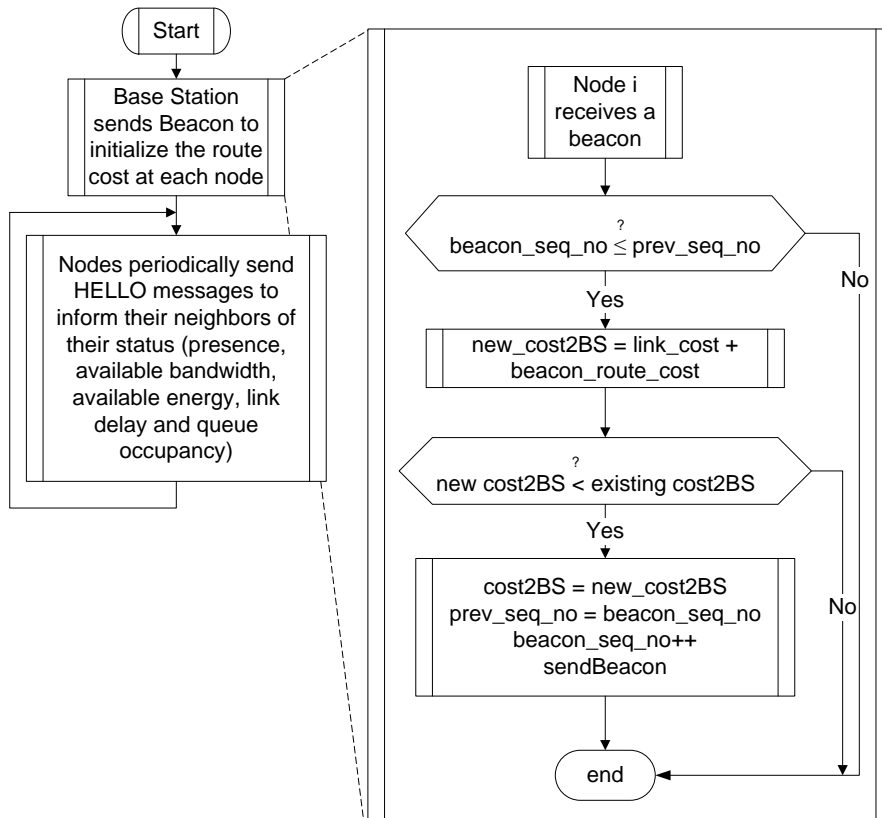 Start
Base Station
sends Beacon to
initialize the route
cost at each node
Nodes periodically send
HELLO messages to
inform their neighbors of
their status (presence,
available bandwidth,
available energy, link
delay and queue
occupancy)
Node i
receives a
beacon
?
beacon_seq_no ≤ prev_seq_no
No
Yes
new_cost2BS = link_cost +
beacon_route_cost
?
new cost2BS < existing cost2BS
Yes
No
cost2BS = new_cost2BS
prev_seq_no = beacon_seq_no
beacon_seq_no++
sendBeacon
end